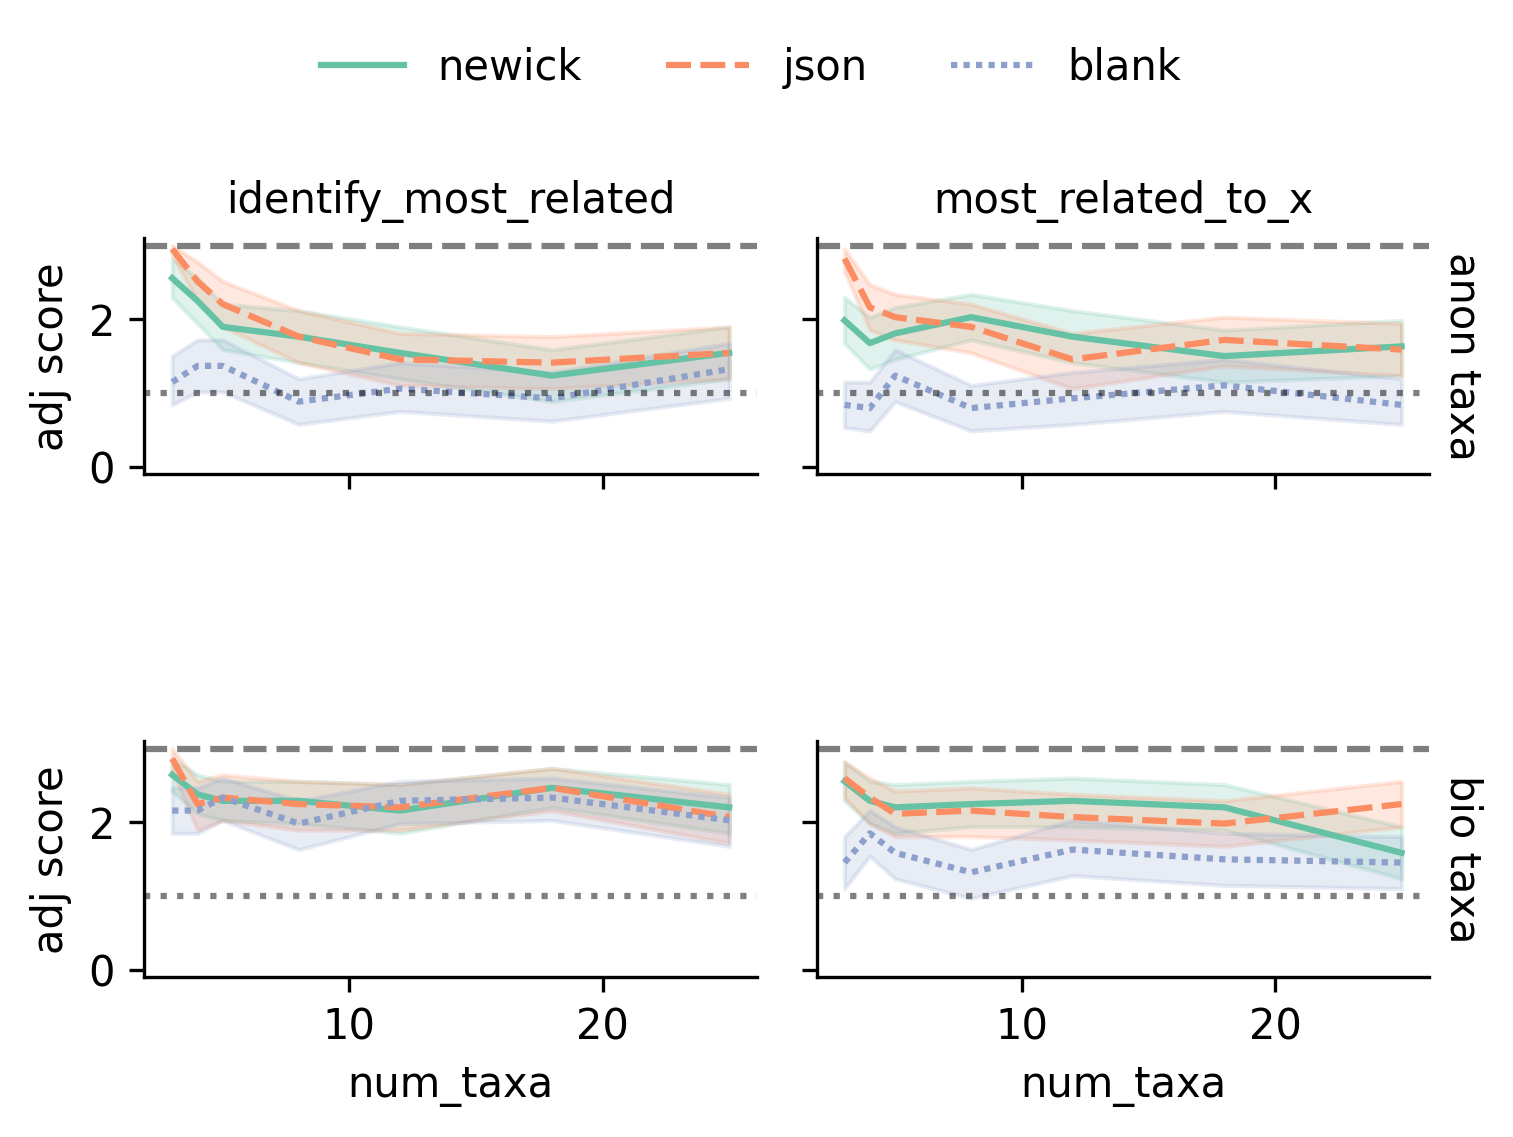 newick json blank
identify_most_related most_related_to_x
adj score
2
0
anon taxa
adj score
2
0
bio taxa
10 20 10 20
num_taxa num_taxa